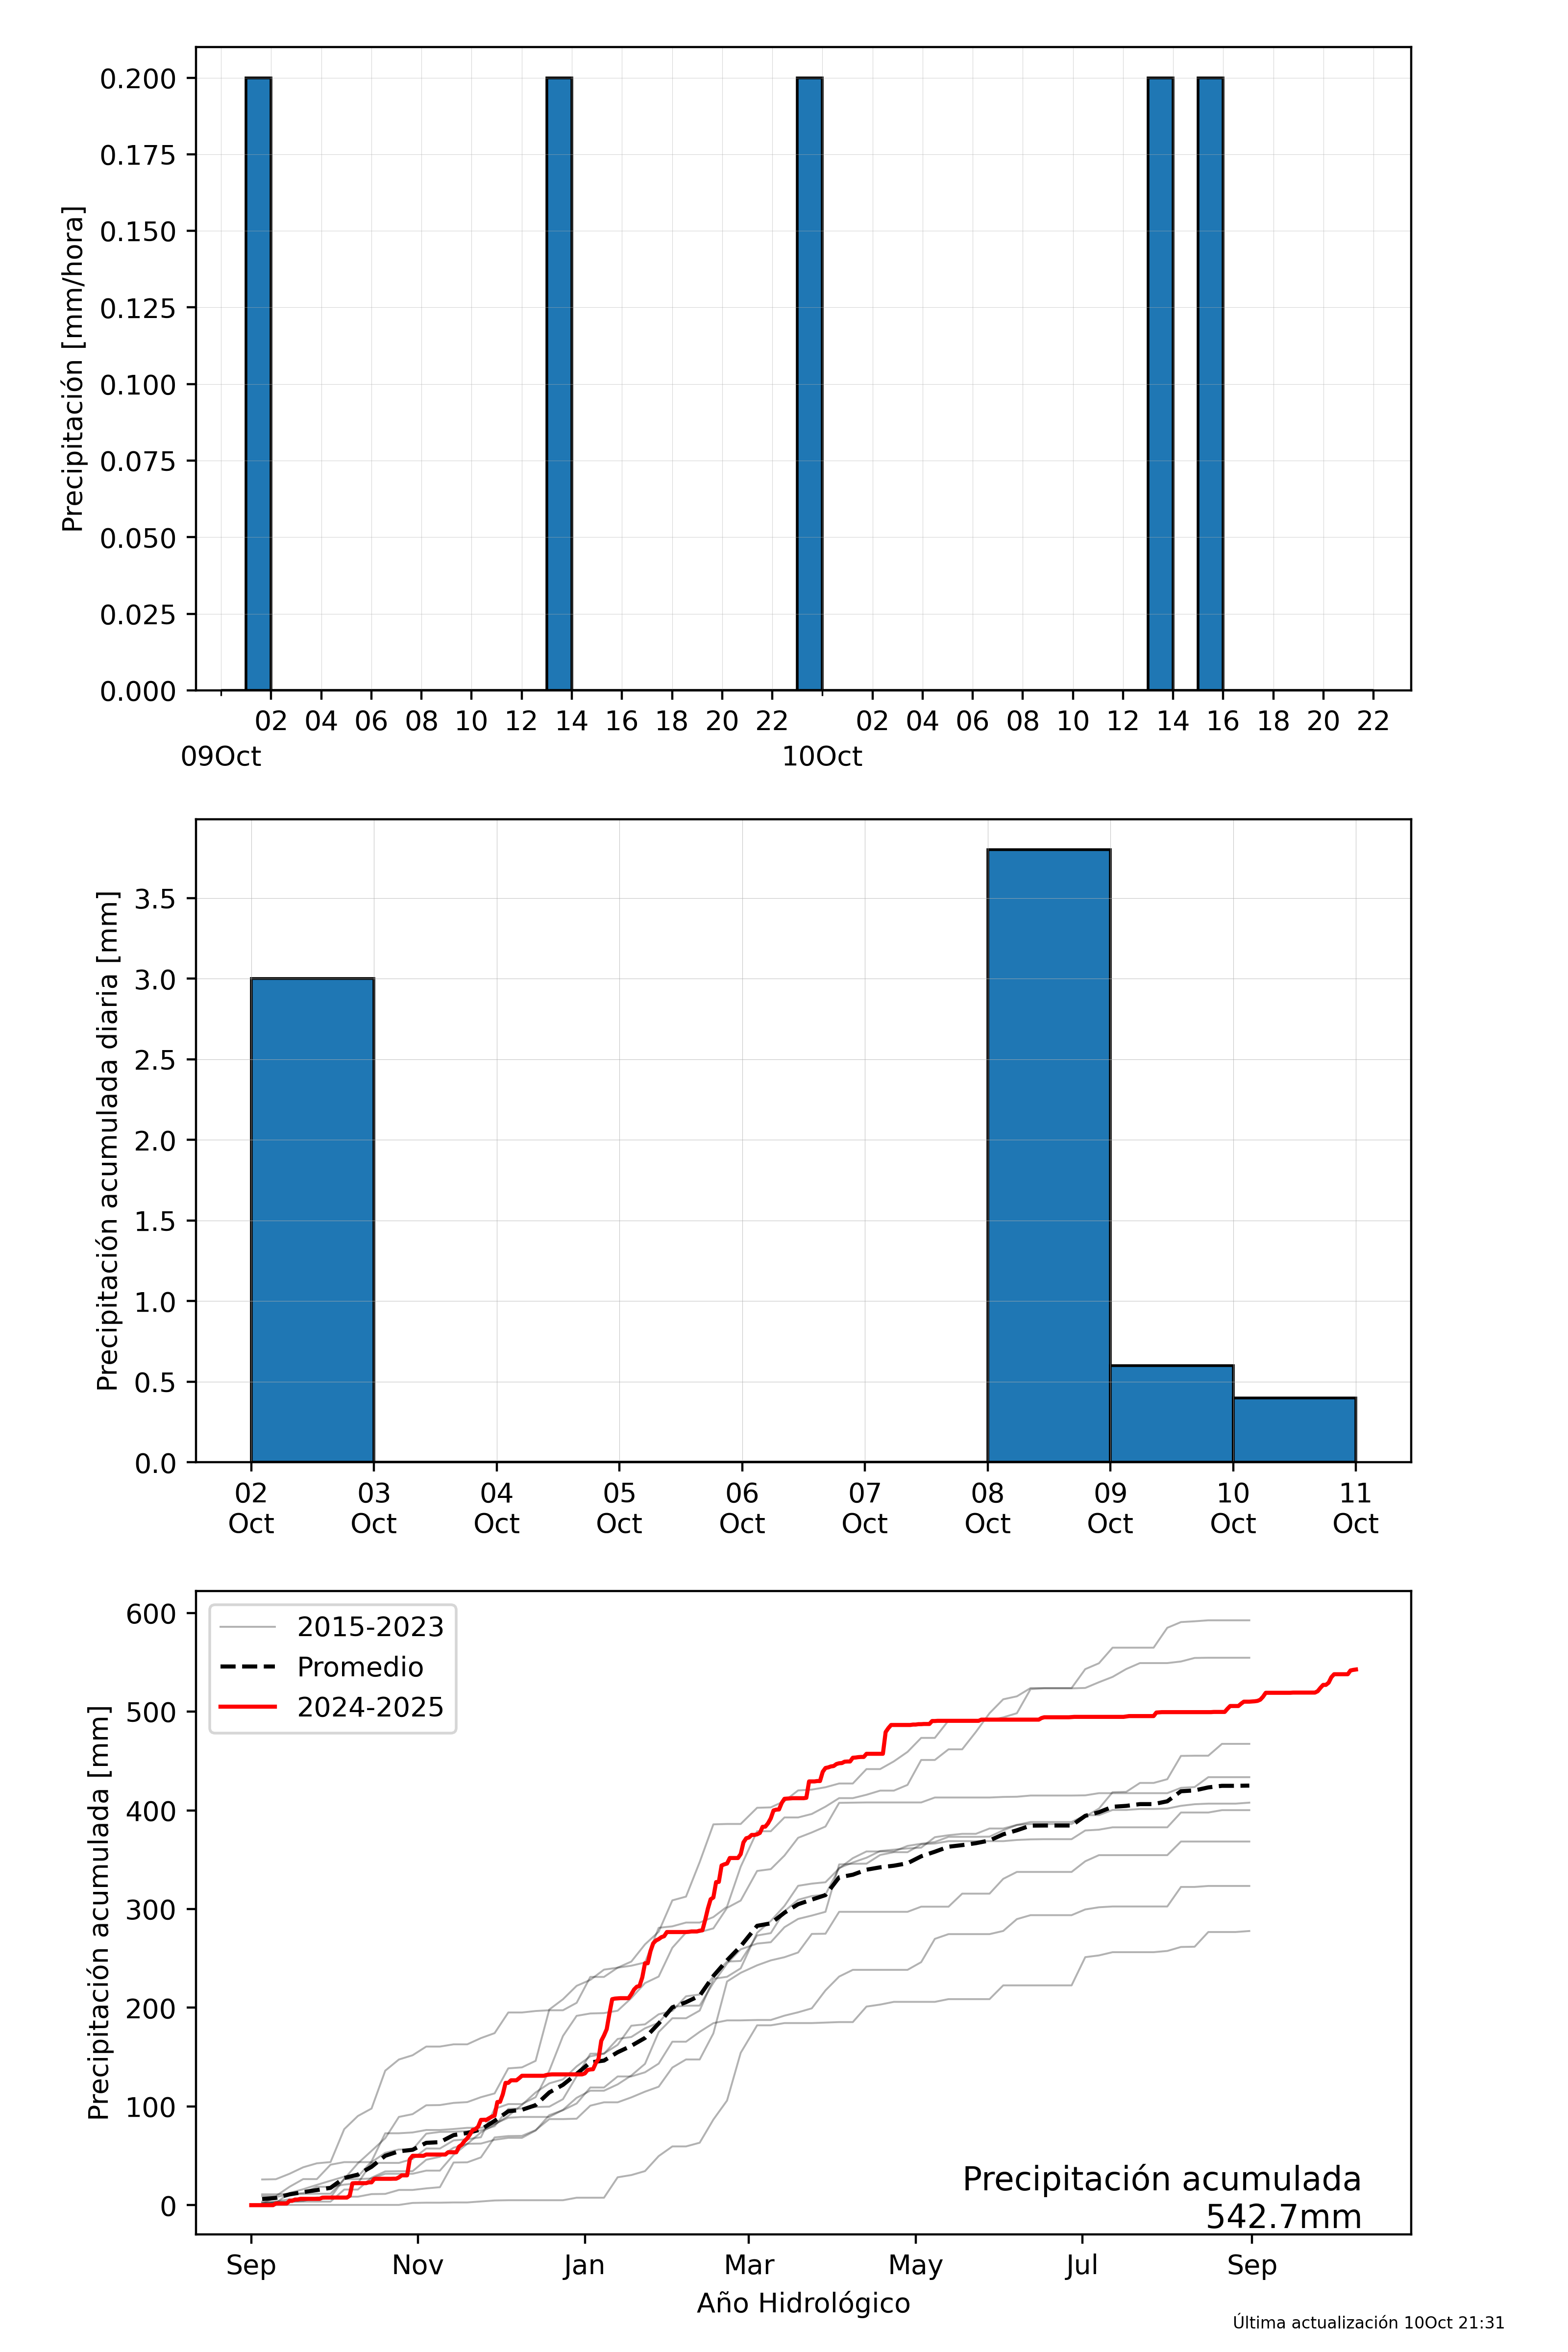 0.200
0.175
0.150
0.125
0.100
0.075
0.050
0.025
0.000
Precipitación [mm/hora]
02 04 06 08 10 12 14 16 18 20 22 02 04 06 08 10 12 14 16 18 20 22
09Oct 10Oct
3.5
3.0
2.5
2.0
1.5
1.0
0.5
0.0
Precipitación acumulada diaria [mm]
02 03 04 05 06 07 08 09 10 11
Oct Oct Oct Oct Oct Oct Oct Oct Oct Oct
600
500
400
300
200
100
0
Precipitación acumulada [mm]
2015-2023
Promedio
2024-2025
Precipitación acumulada
542.7mm
Sep Nov Jan Mar May Jul Sep
Año Hidrológico
Última actualización 10Oct 21:31